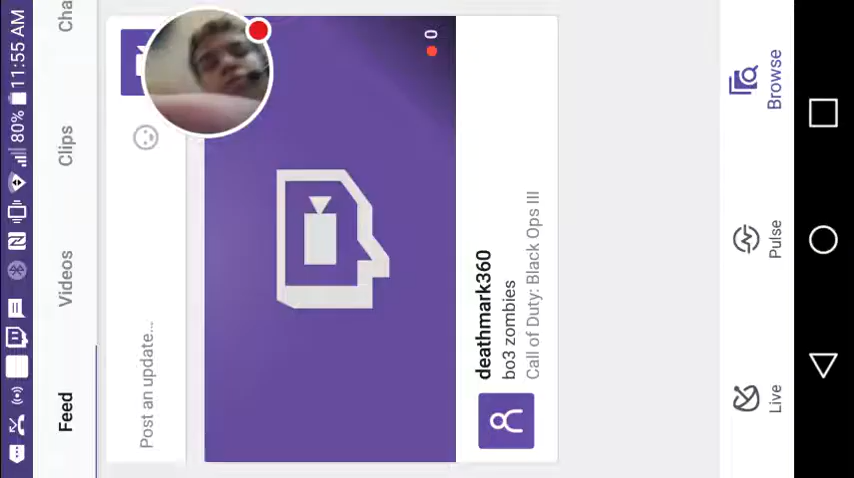 80% 11:55 AM
Feed Videos Clips Cha
Post an update...
0
deathmark360
bo3 zombies
Call of Duty: Black Ops III
Live Pulse Browse